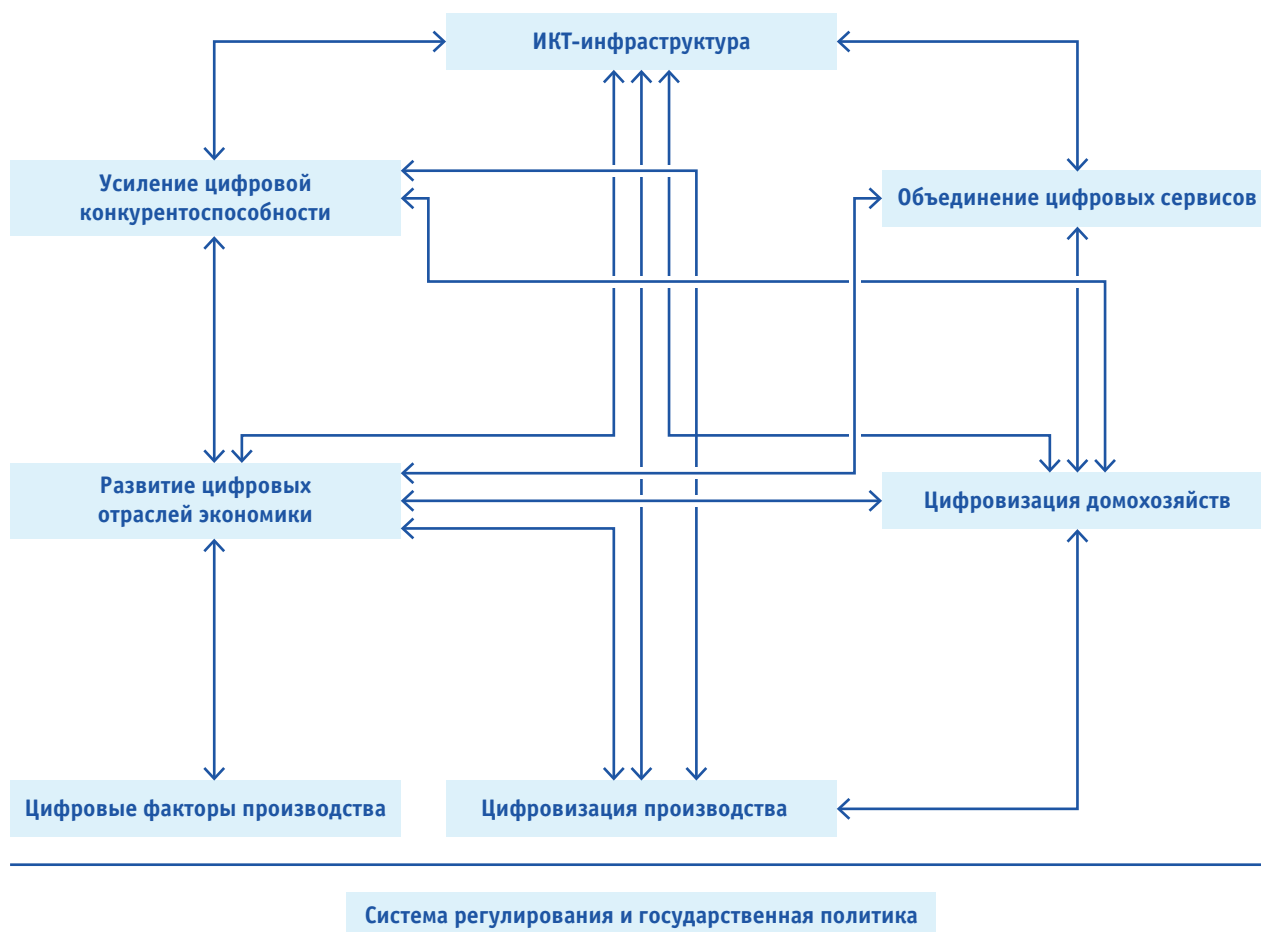 ИКТ-инфраструктура
Усиление цифровой
конкурентоспособности
Объединение цифровых сервисов
Развитие цифровых
отраслей экономики
Цифровизация домохозяйств
Цифровые факторы производства
Цифровизация производства
Система регулирования и государственная политика